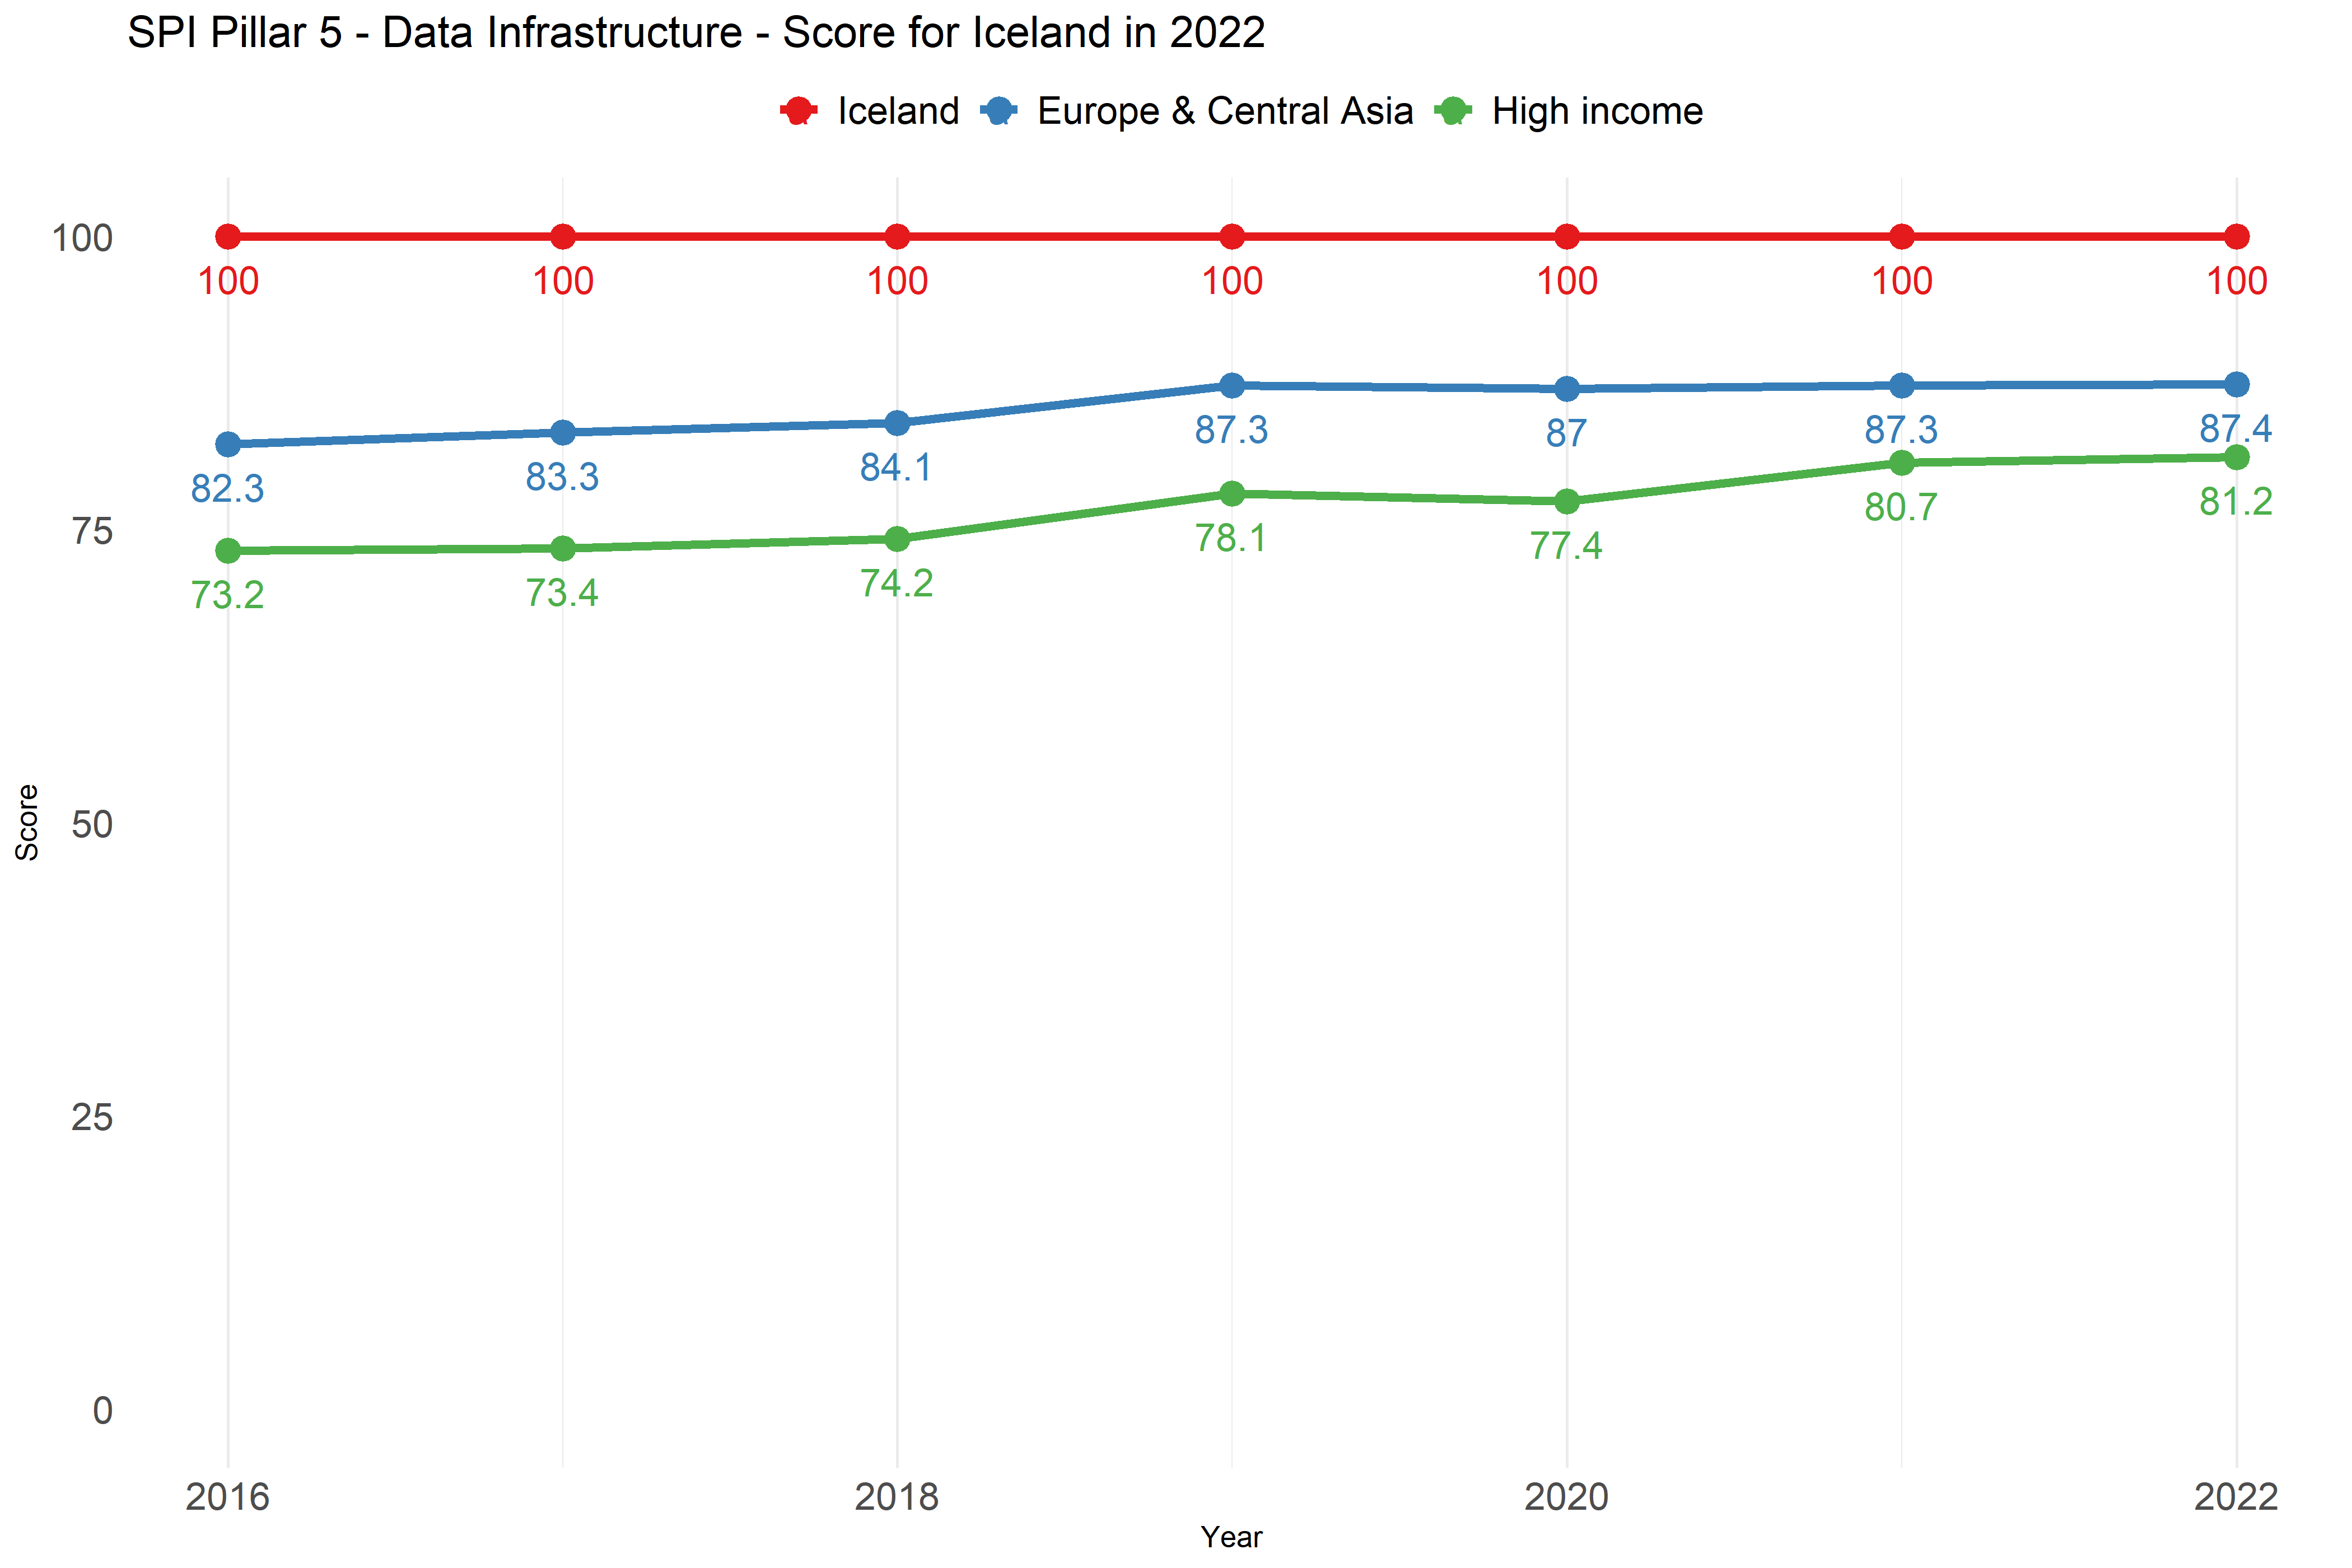 SPI Pillar 5 - Data Infrastructure - Score for Iceland in 2022
Iceland Europe & Central Asia High income
100
100 100 100 100 100 100 100
87.3 87 87.3 87.4
82.3 83.3 84.1
75
78.1 77.4 80.7 81.2
73.2 73.4 74.2
Score
50
25
0
2016 2018 2020 2022
Year